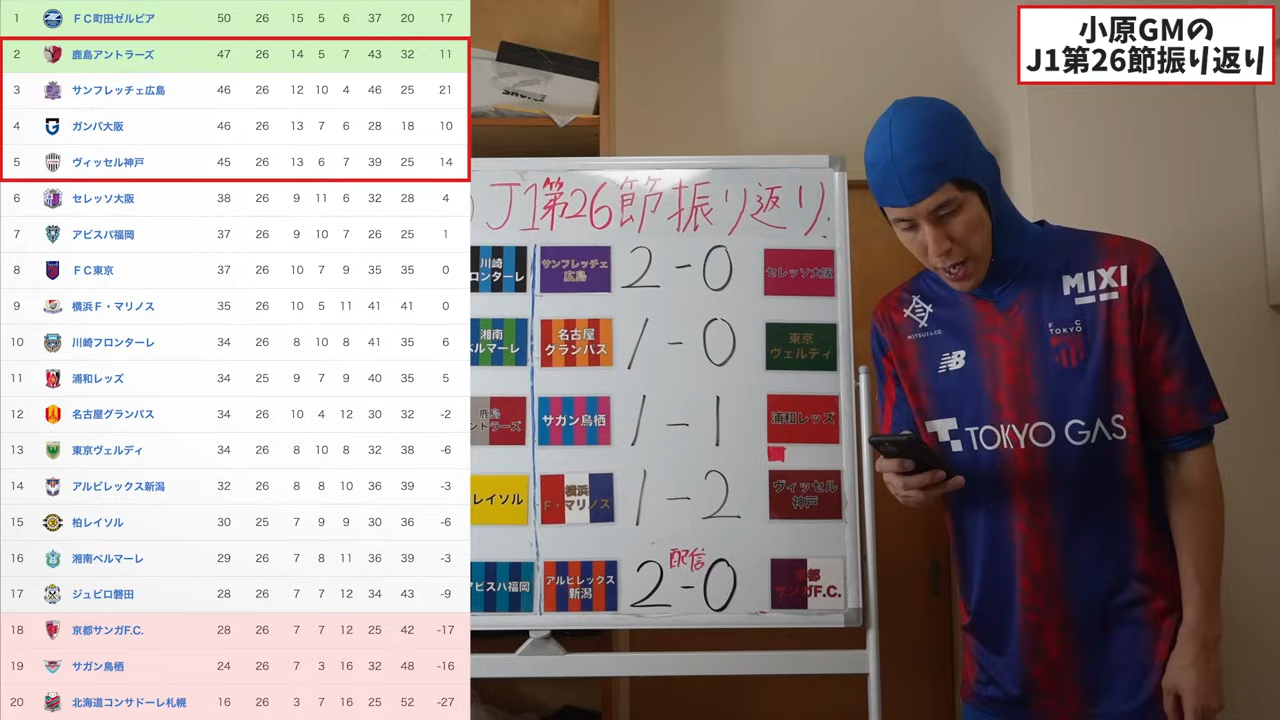 1 FC町田ゼルビア 50 26 15 5 6 37 20 17
2 鹿島アントラーズ 47 26 14 5 7 43 32 11
3 サンフレッチェ広島 46 26 12 10 4 46 25 21
4 ガンバ大阪 46 26 13 7 6 28 18 10
5 ヴィッセル神戸 45 26 13 6 7 39 25 14
6 セレッソ大阪 38 26 9 11 6 32 28 4
7 アビスパ福岡 37 26 9 10 7 26 25 1
8 FC東京 37 26 10 7 9 35 35 0
9 横浜F・マリノス 35 26 10 5 11 41 41 0
10 川崎フロンターレ 34 26 8 10 8 41 35 6
11 浦和レッズ 34 25 9 7 9 40 35 5
12 名古屋グランパス 34 26 10 4 12 30 32 -2
13 東京ヴェルディ 34 26 8 10 8 32 38 -6
14 アルビレックス新潟 32 26 8 8 10 36 39 -3
15 柏レイソル 30 25 7 9 9 30 36 -6
16 湘南ベルマーレ 29 26 7 8 11 36 39 -3
17 ジュビロ磐田 28 26 7 7 12 34 43 -9
18 京都サンガF.C. 28 26 7 7 12 25 42 -17
19 サガン鳥栖 24 26 7 3 16 32 48 -16
20 北海道コンサドーレ札幌 16 26 3 7 16 25 52 -27
小原GMの
J1第26節振り返り
J1第26節振り返り
川崎
ロンターレ
サンフレッチェ
広島
2-0
セレッソ大阪
湘南
ルマーレ
名古屋
グランパス
1-0
東京
ヴェルディ
鹿島
ントラーズ
サガン鳥栖
1-1
浦和レッズ
レイソル
横浜
F・マリノス
1-2
ヴィッセル
神戸
配信
ビスパ福岡
アルビレックス
新潟
2-0
京都
サンガF.C.
MITSUI&CO.
MIXI
FC
TOKYO
NB
TOKYO GAS